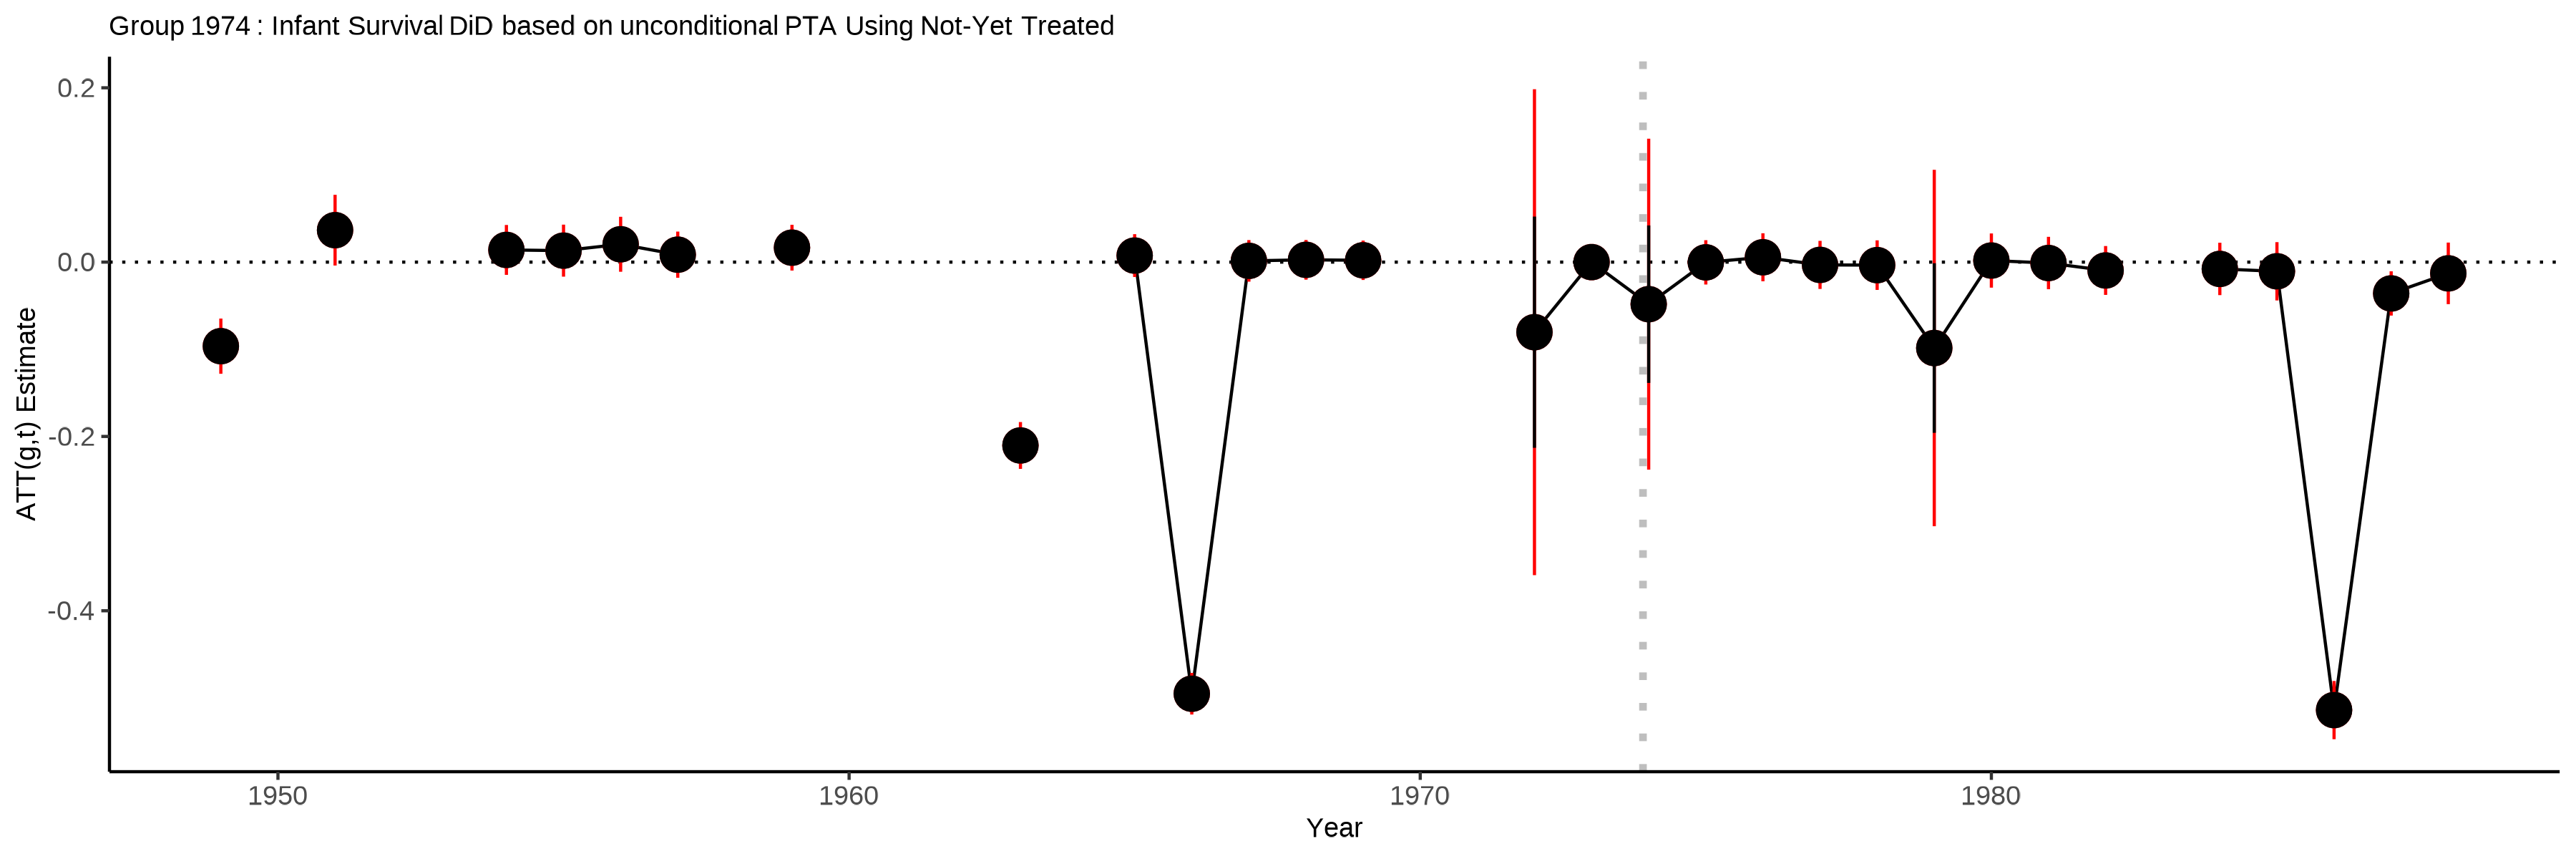 Group 1974 : Infant Survival DiD based on unconditional PTA Using Not-Yet Treated
ATT(g,t) Estimate
0.2
0.0
-0.2
-0.4
1950
1960
1970
1980
Year